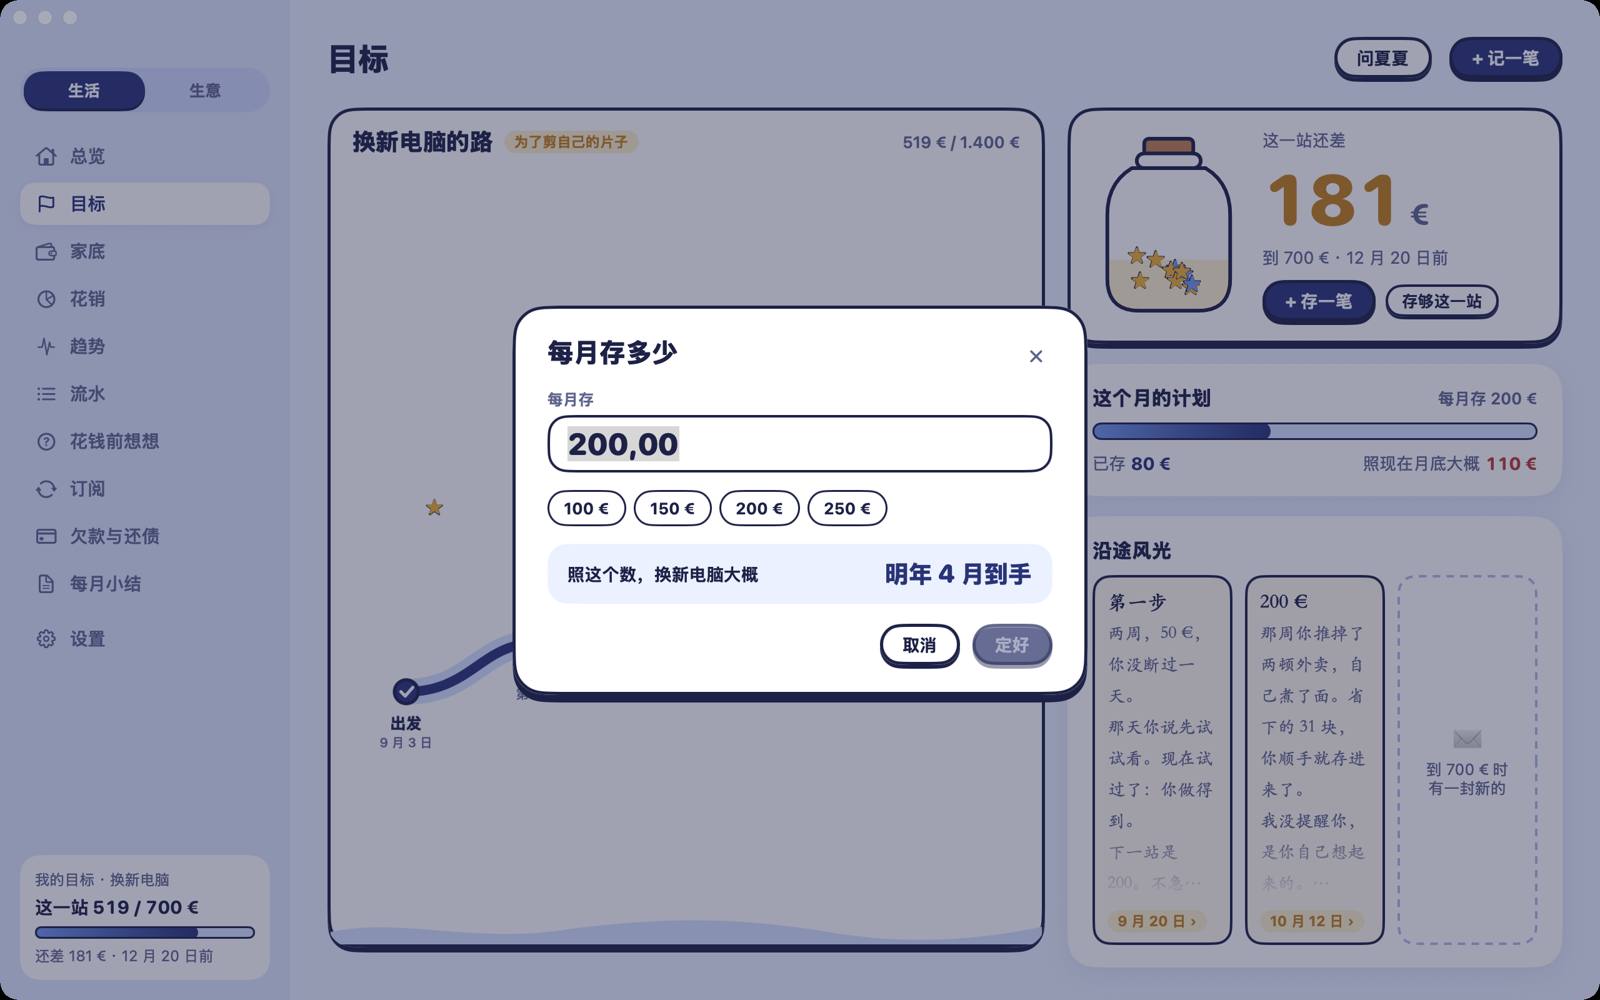 生活
生意
总览
目标
家底
花销
趋势
流水
花钱前想想
订阅
欠款与还债
每月小结
设置
我的目标 · 换新电脑
这一站 519 / 700 €
还差 181 € · 12 月 20 日前
目标
问夏夏
+ 记一笔
换新电脑的路
为了剪自己的片子
519 € / 1.400 €
出发
9 月 3 日
这一站还差
181 €
到 700 € · 12 月 20 日前
+ 存一笔
存够这一站
这个月的计划
每月存 200 €
已存 80 €
照现在月底大概 110 €
沿途风光
第一步
两周，50 €，
你没断过一
天。
那天你说先试
试看。现在试
过了：你做得
到。
下一站是
200。不急…
9 月 20 日 ›
200 €
那周你推掉了
两顿外卖，自
己煮了面。省
下的 31 块，
你顺手就存进
来了。
我没提醒你，
是你自己想起
来的。…
10 月 12 日 ›
到 700 € 时
有一封新的
每月存多少
×
每月存
200,00
100 €
150 €
200 €
250 €
照这个数，换新电脑大概
明年 4 月到手
取消
定好